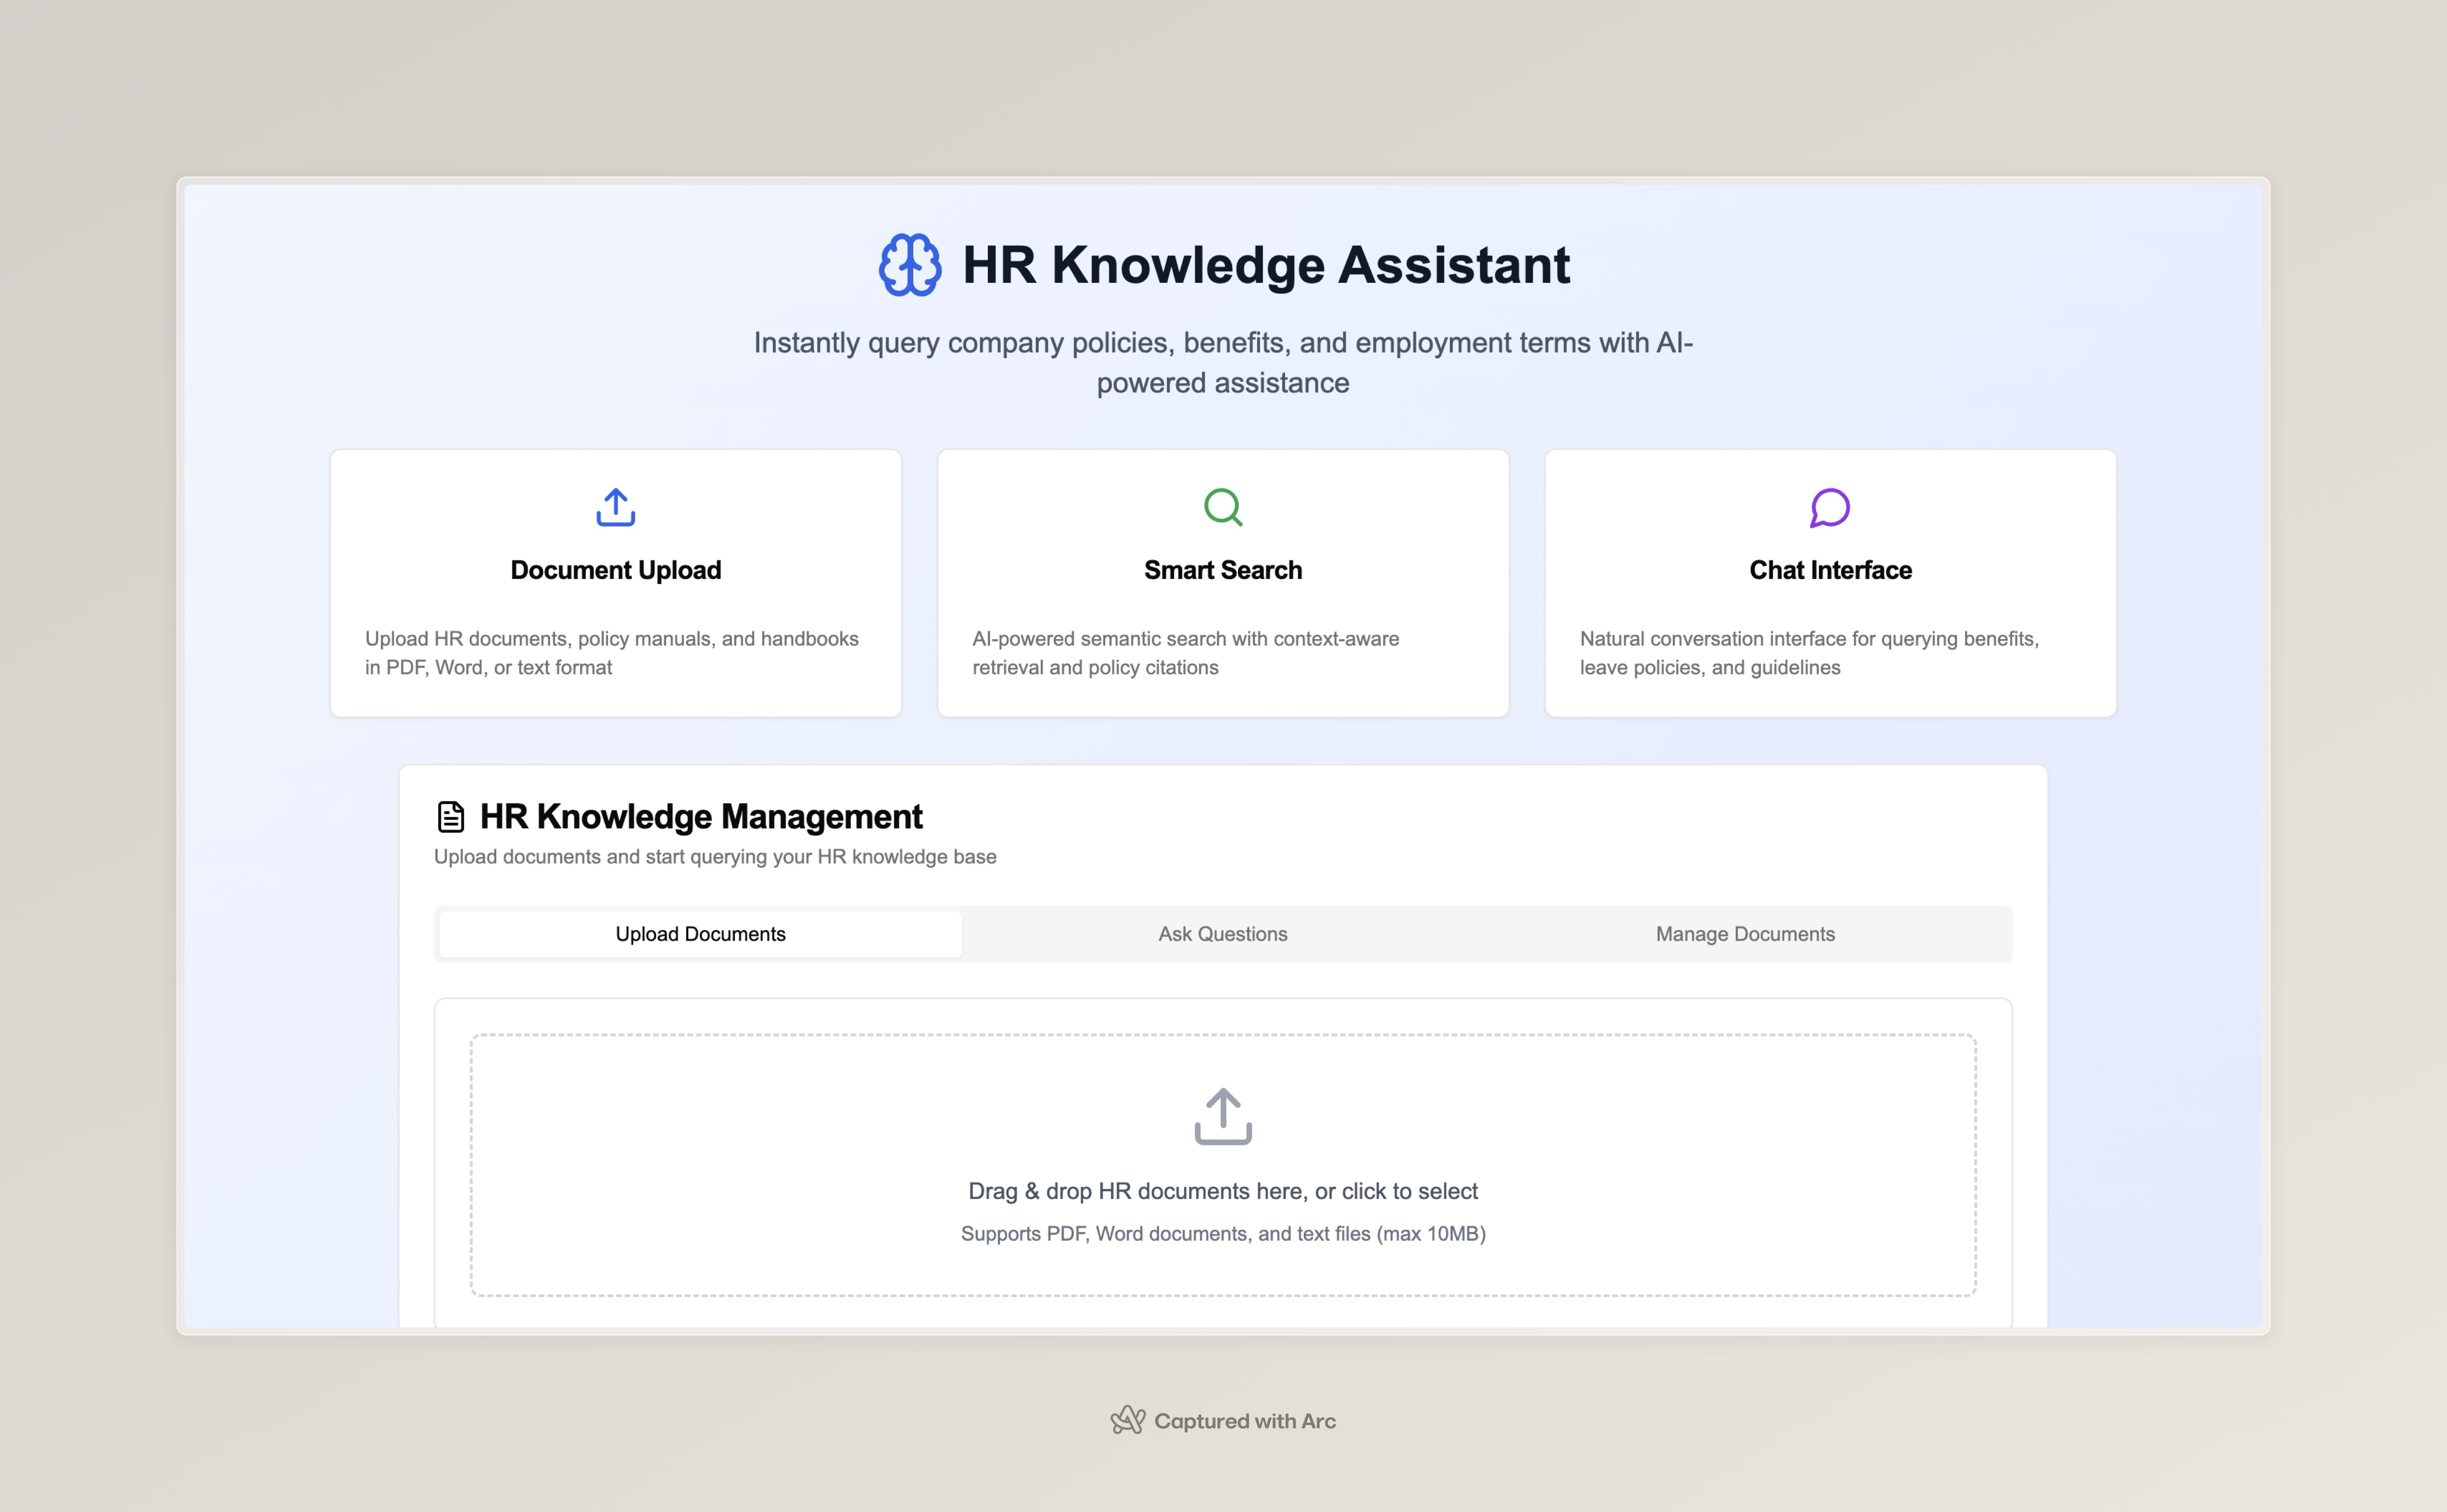 HR Knowledge Assistant
Instantly query company policies, benefits, and employment terms with AI-
powered assistance
Document Upload
Upload HR documents, policy manuals, and handbooks
in PDF, Word, or text format
Smart Search
AI-powered semantic search with context-aware
retrieval and policy citations
Chat Interface
Natural conversation interface for querying benefits,
leave policies, and guidelines
HR Knowledge Management
Upload documents and start querying your HR knowledge base
Upload Documents
Ask Questions
Manage Documents
Drag & drop HR documents here, or click to select
Supports PDF, Word documents, and text files (max 10MB)
Captured with Arc